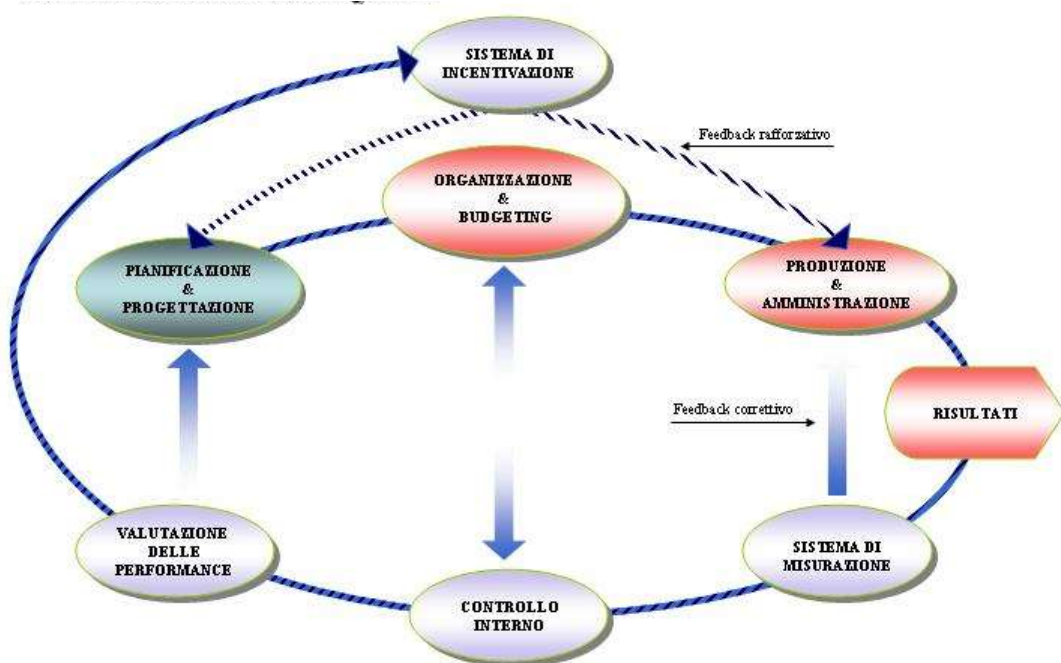 SISTEMA DI
INCENTIVAZIONE
Feedback rafforzativo
ORGANIZZAZIONE
&
BUDGETING
PIANIFICAZIONE
&
PROGETTAZIONE
PRODUZIONE
&
AMMINISTRAZIONE
Feedback correttivo
RISULTATI
VALUTAZIONE
DELLE
PERFORMANCE
SISTEMA DI
MISURAZIONE
CONTROLLO
INTERNO